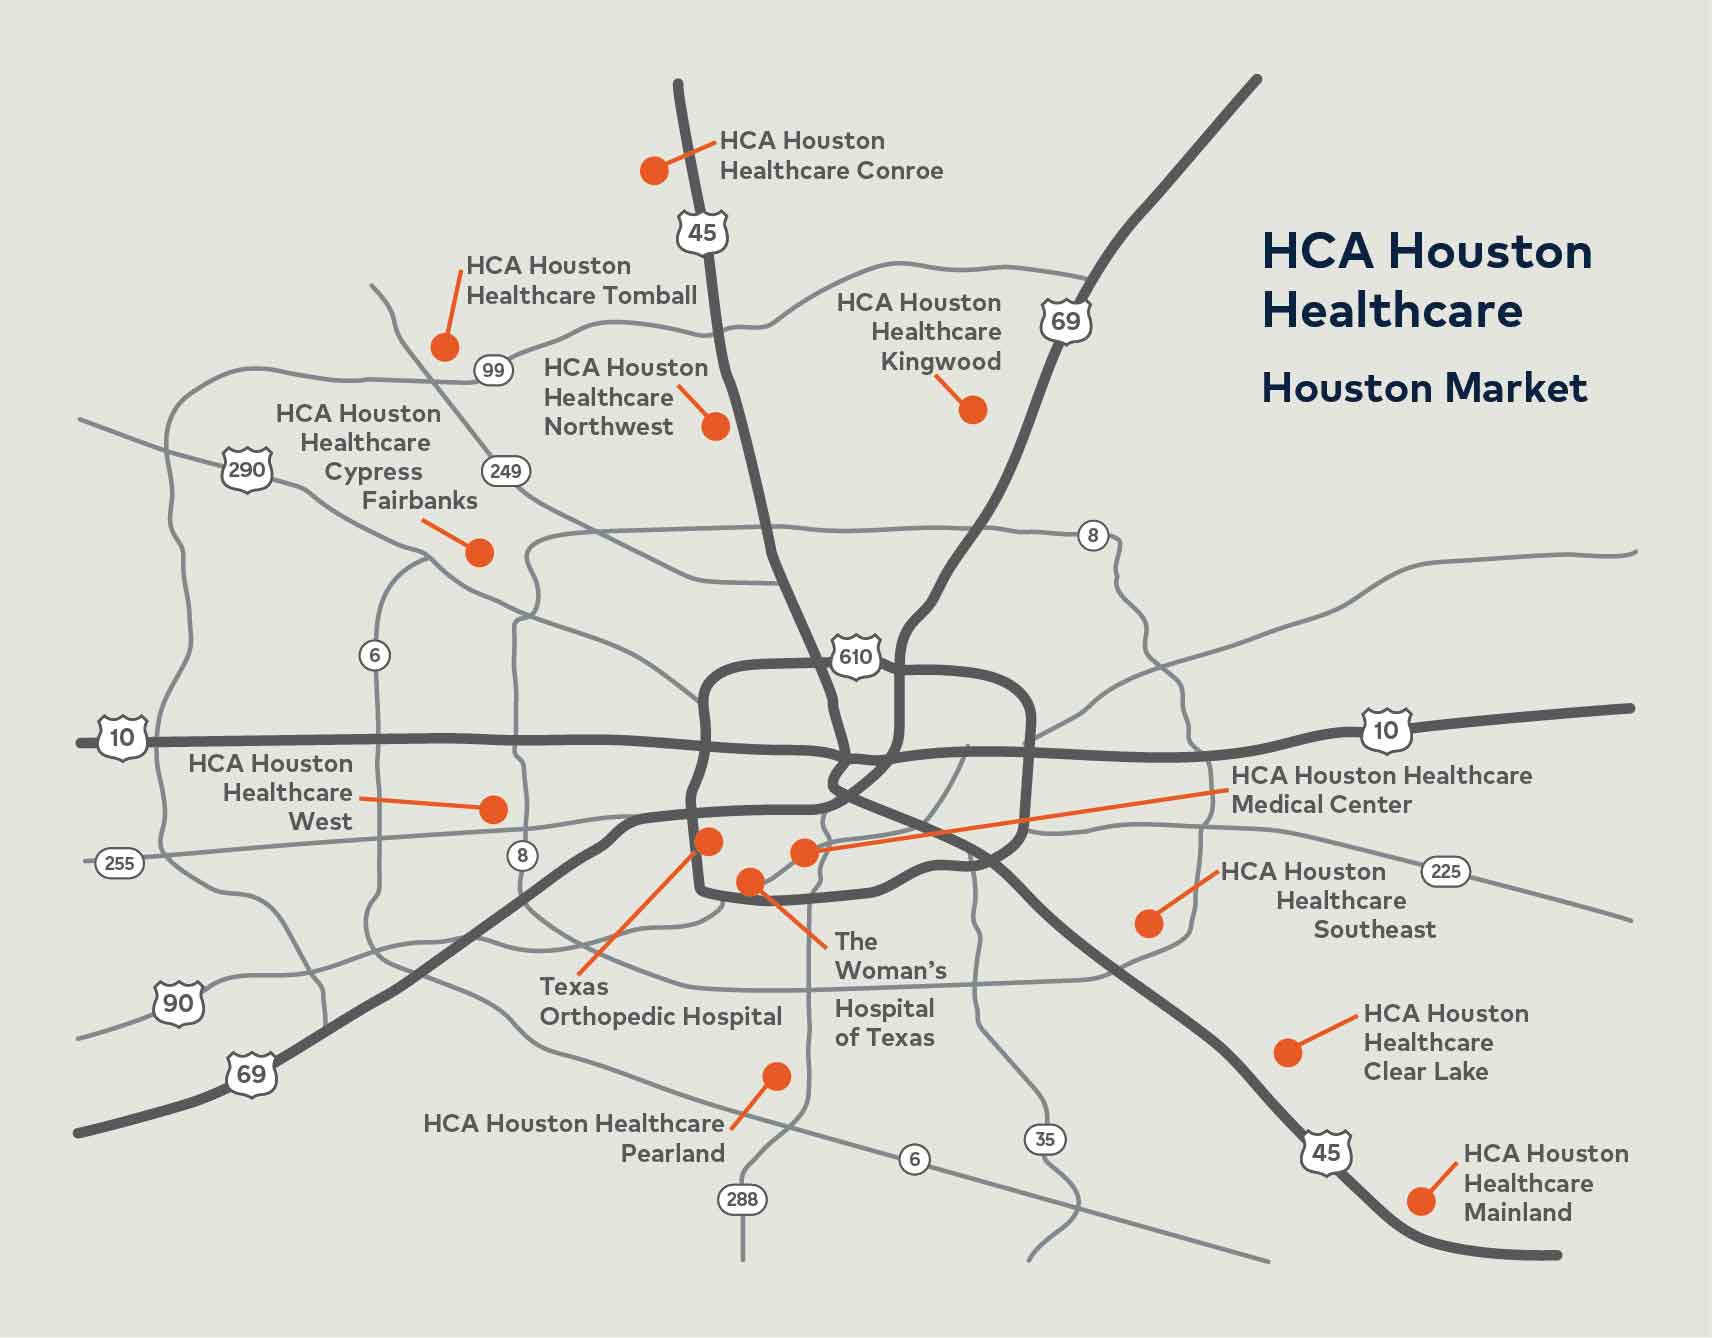 HCA Houston
Healthcare Conroe
45
HCA Houston
Healthcare
Houston Market
HCA Houston
Healthcare Tomball
HCA Houston
Healthcare
Kingwood
69
99
HCA Houston
Healthcare
Northwest
HCA Houston
Healthcare
Cypress
Fairbanks
290
249
8
6
610
10
10
HCA Houston
Healthcare
West
HCA Houston Healthcare
Medical Center
255
8
HCA Houston
Healthcare
Southeast
225
The
Woman's
Hospital
of Texas
Texas
Orthopedic Hospital
90
69
HCA Houston
Healthcare
Clear Lake
HCA Houston Healthcare
Pearland
6
35
45
288
HCA Houston
Healthcare
Mainland